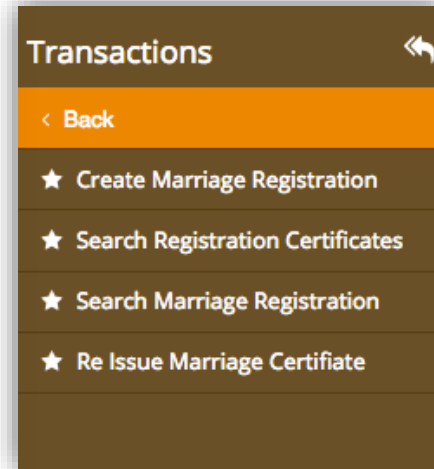 Transactions
< Back
Create Marriage Registration
Search Registration Certificates
Search Marriage Registration
Re Issue Marriage Certifiate